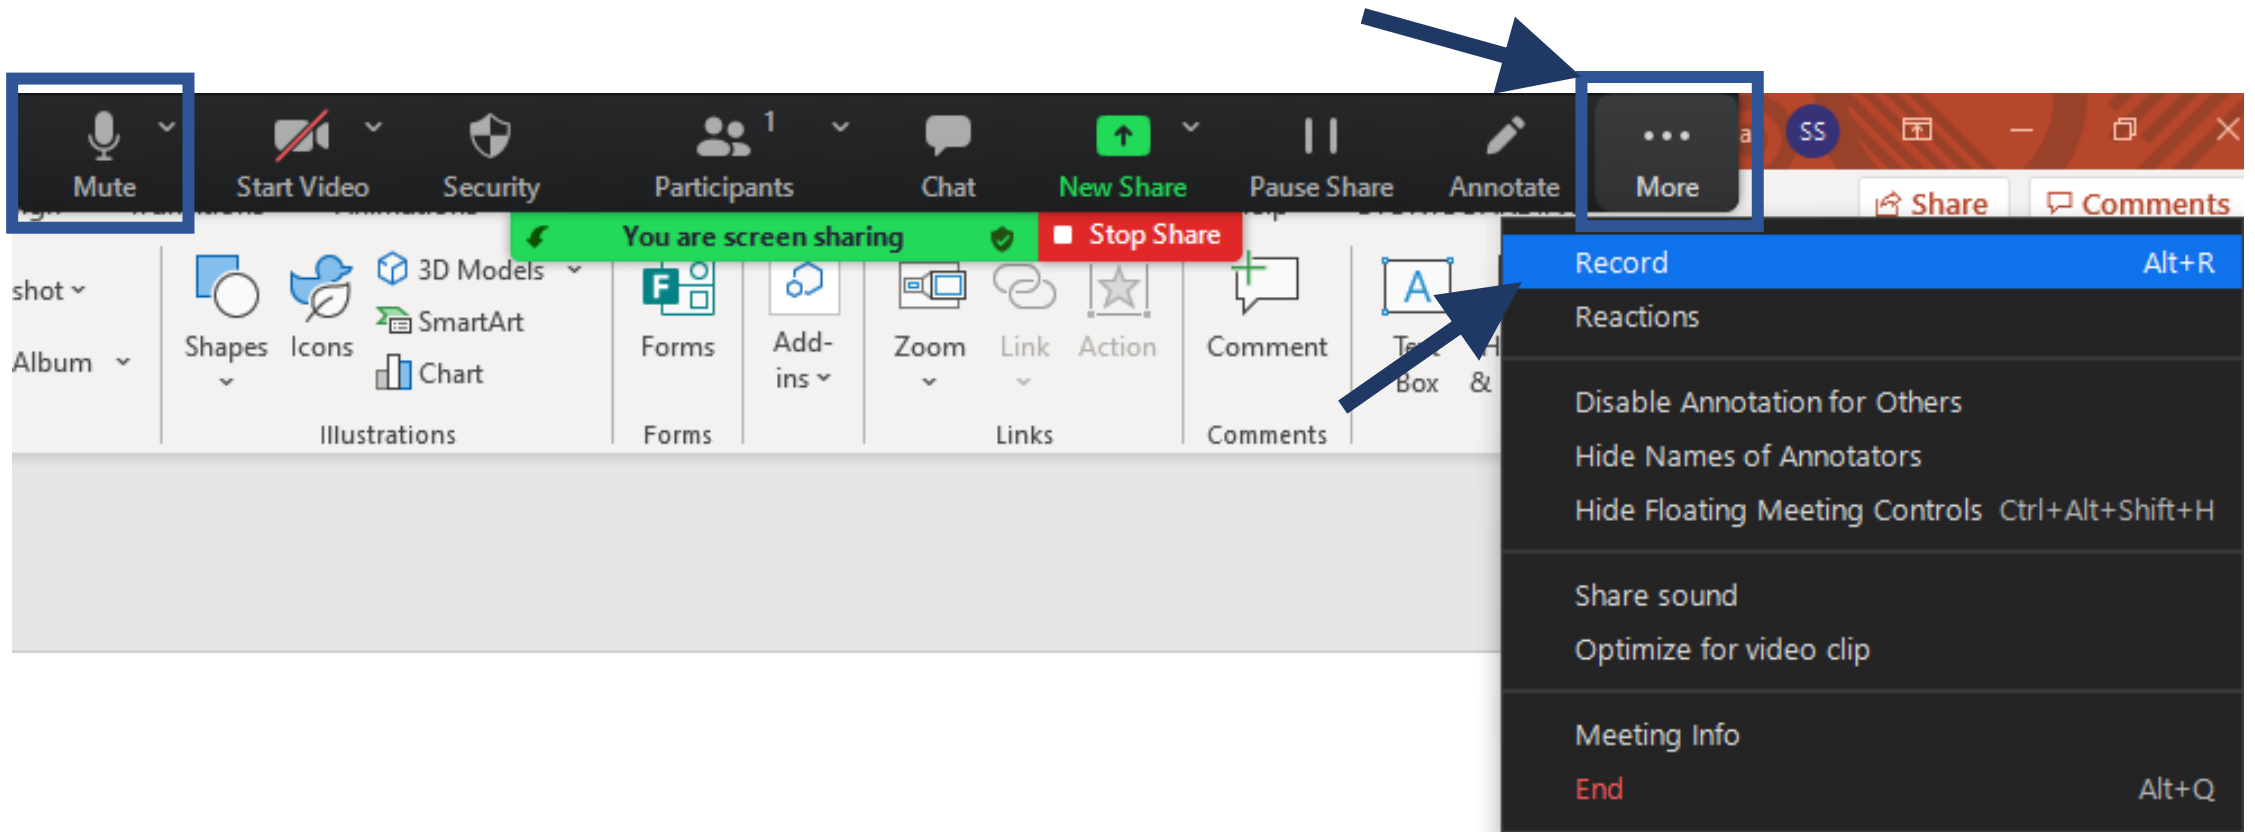 1
Mute Start Video Security Participants Chat New Share Pause Share Annotate More
SS
Share Comments
You are screen sharing Stop Share
Record Alt+R
Reactions
Disable Annotation for Others
Hide Names of Annotators
Hide Floating Meeting Controls Ctrl+Alt+Shift+H
Share sound
Optimize for video clip
Meeting Info
End Alt+Q
shot
Album
Shapes
Icons
3D Models
SmartArt
Chart
Illustrations
F
Forms
Forms
Add-
ins
Zoom
Link
Action
Links
Comment
Comments
A
Text
Box
H
&